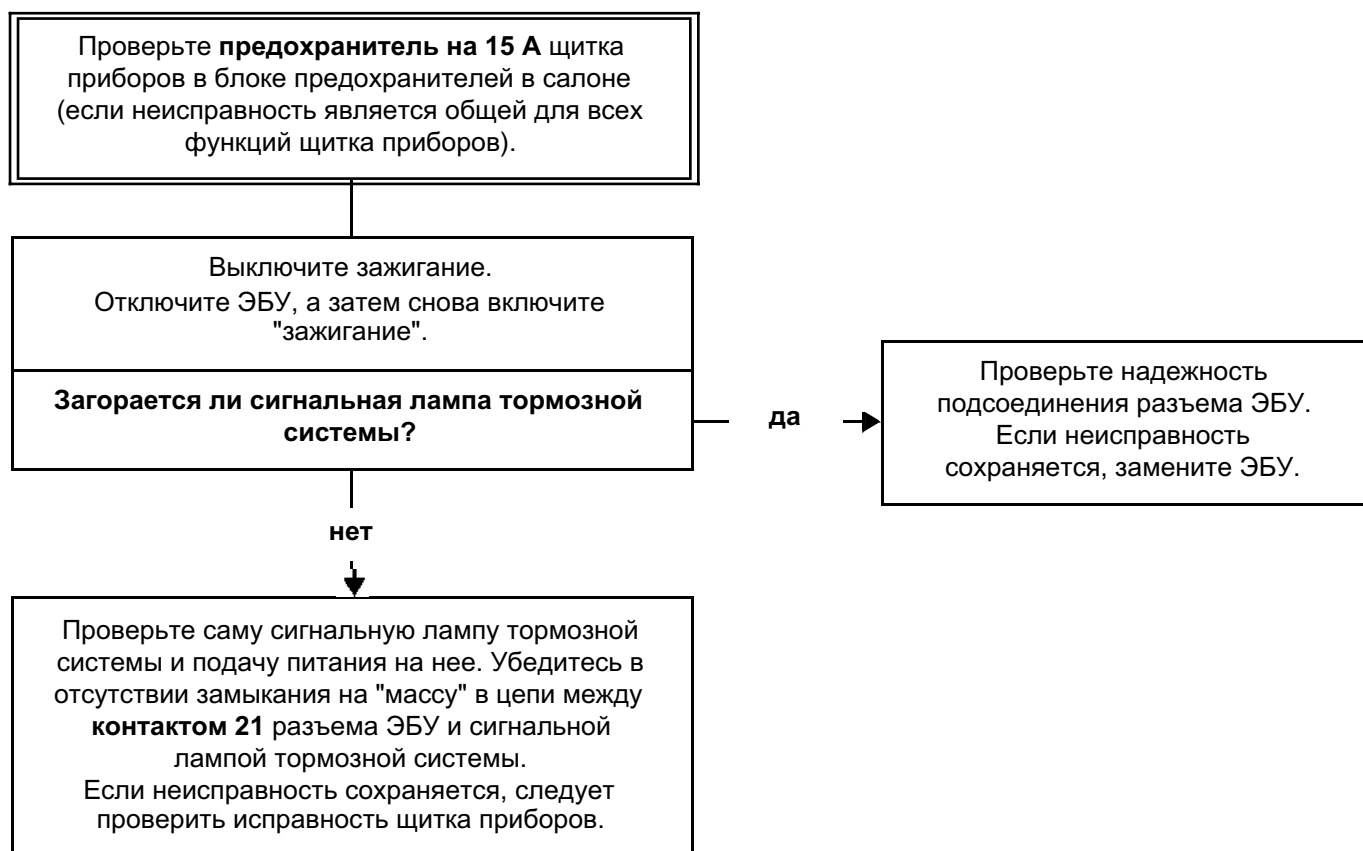 Проверьте предохранитель на 15 А щитка
приборов в блоке предохранителей в салоне
(если неисправность является общей для всех
функций щитка приборов).
Выключите зажигание.
Отключите ЭБУ, а затем снова включите
"зажигание".
Загорается ли сигнальная лампа тормозной
системы?
да
Проверьте надежность
подсоединения разъема ЭБУ.
Если неисправность
сохраняется, замените ЭБУ.
нет
Проверьте саму сигнальную лампу тормозной
системы и подачу питания на нее. Убедитесь в
отсутствии замыкания на "массу" в цепи между
контактом 21 разъема ЭБУ и сигнальной
лампой тормозной системы.
Если неисправность сохраняется, следует
проверить исправность щитка приборов.